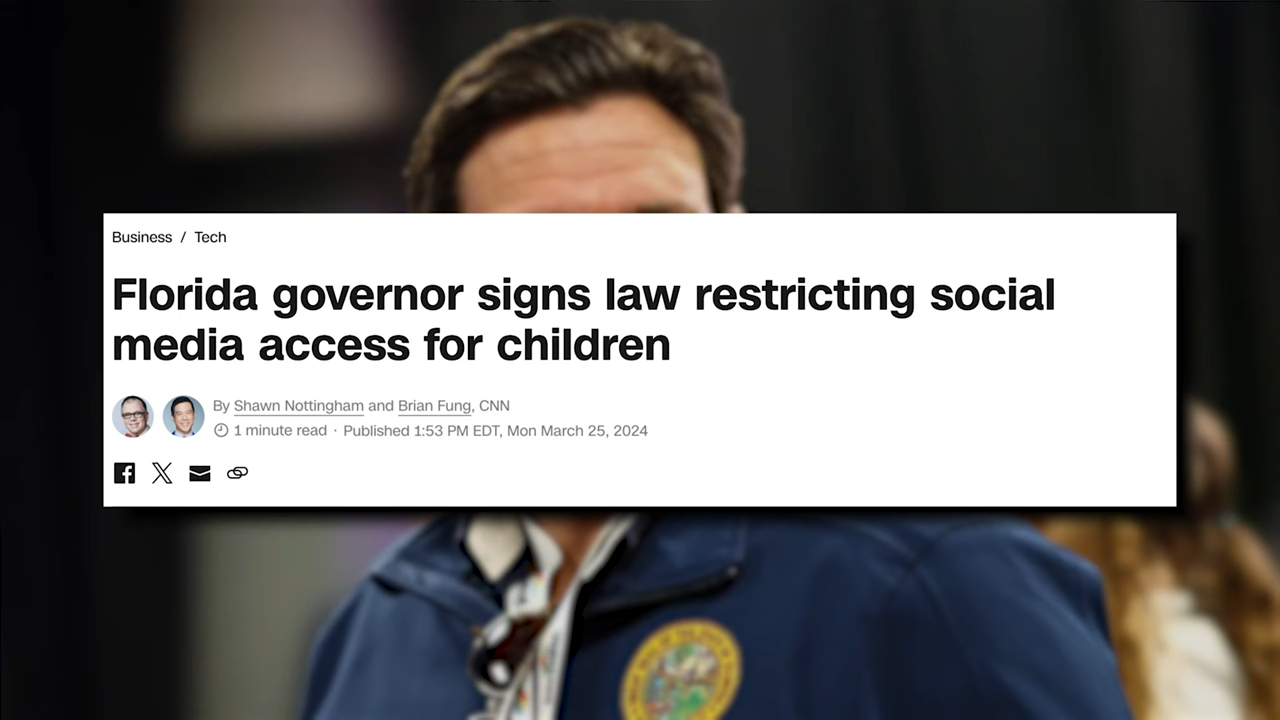 Business / Tech
Florida governor signs law restricting social
media access for children
By Shawn Nottingham and Brian Fung, CNN
1 minute read · Published 1:53 PM EDT, Mon March 25, 2024